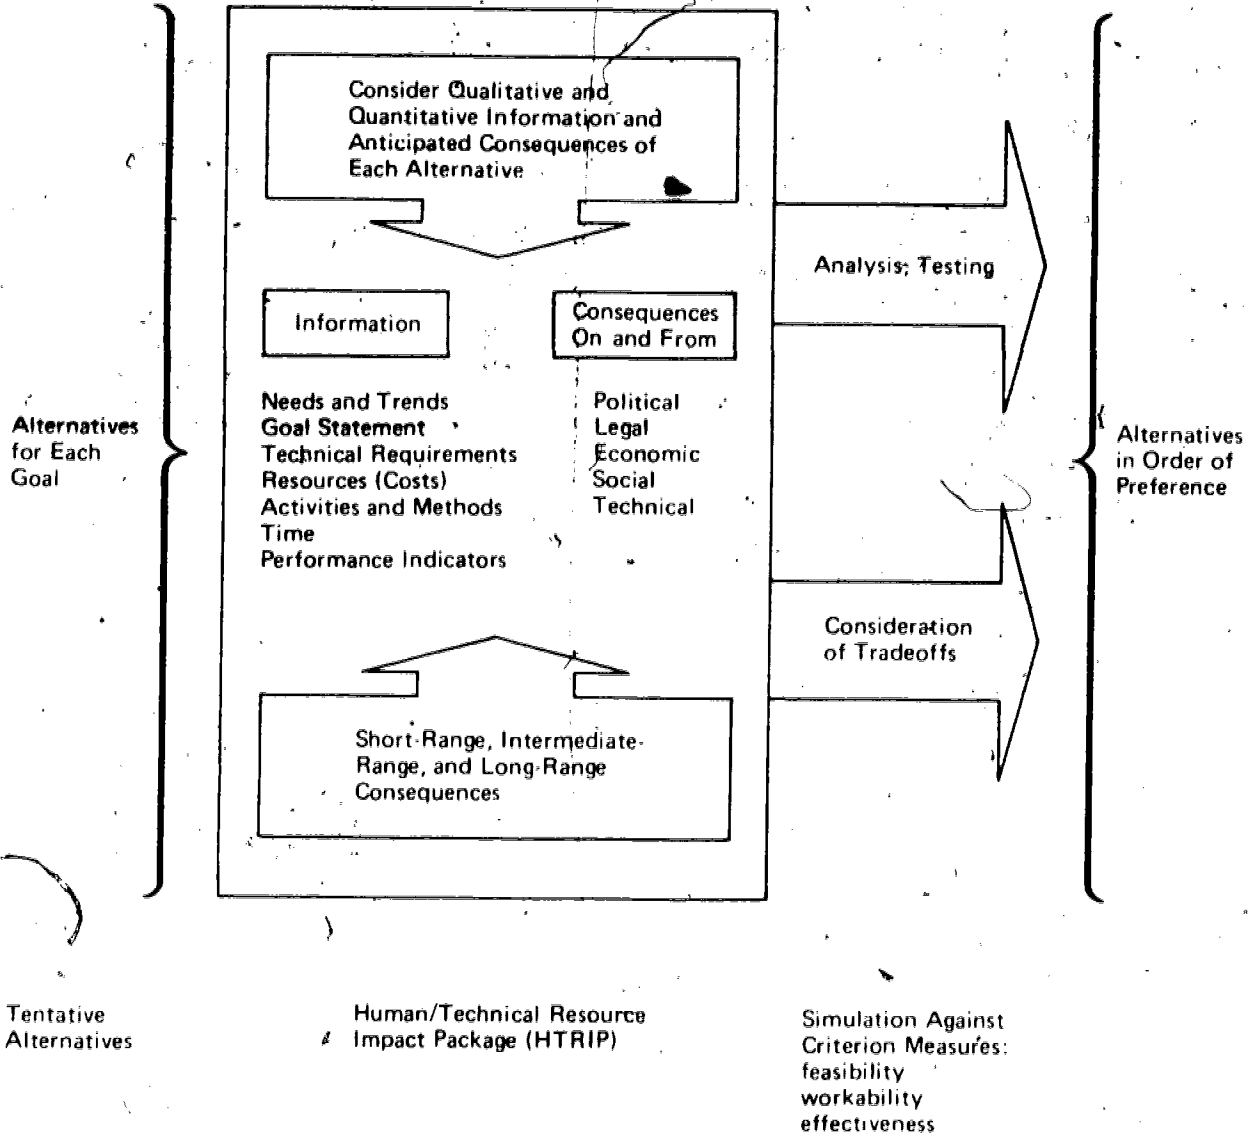 Consider Qualitative and
Quantitative Information and
Anticipated Consequences of
Each Alternative
Analysis; Testing
Information
Consequences
On and From
Needs and Trends
Goal Statement
Technical Requirements
Resources (Costs)
Activities and Methods
Time
Performance Indicators
Political
Legal
Economic
Social
Technical
Alternatives
for Each
Goal
Alternatives
in Order of
Preference
Consideration
of Tradeoffs
Short-Range, Intermediate-
Range, and Long-Range
Consequences
Tentative
Alternatives
Human/Technical Resource
Impact Package (HTRIP)
Simulation Against
Criterion Measures:
feasibility
workability
effectiveness